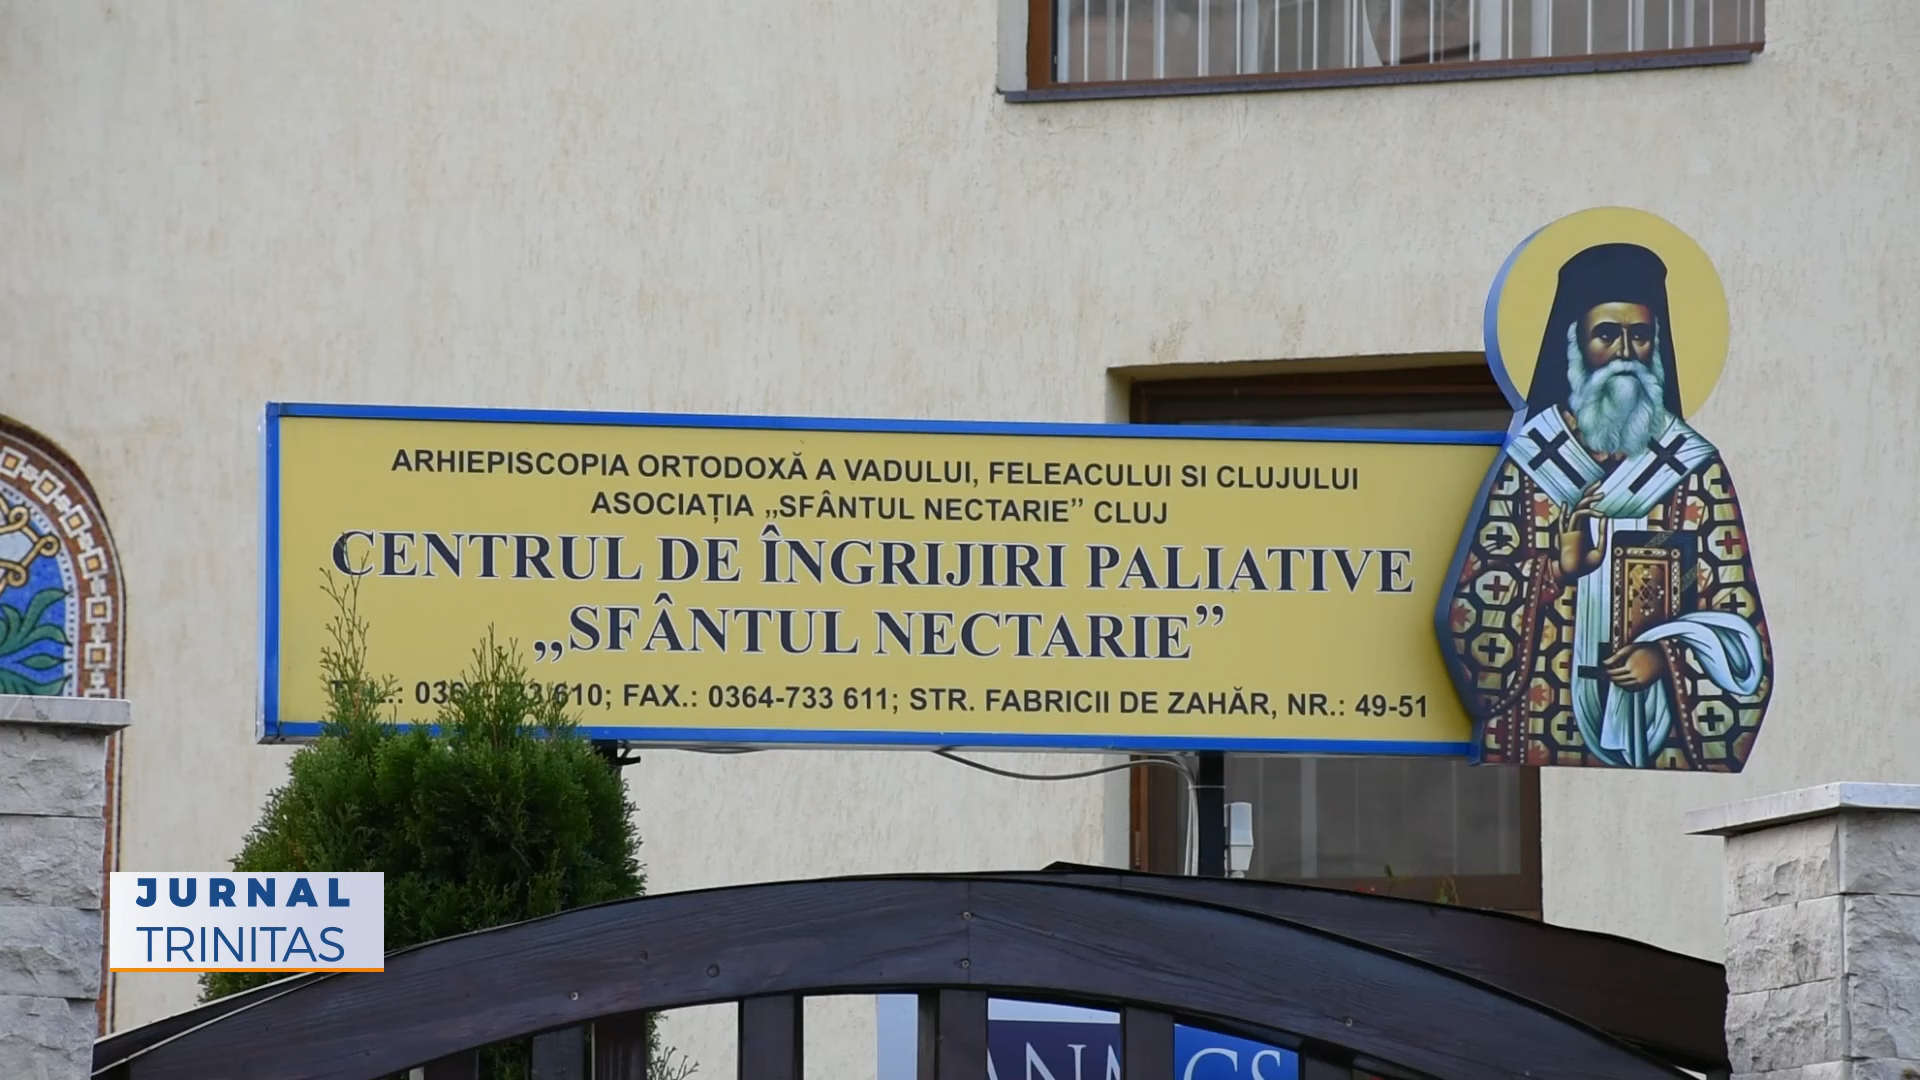 ARHIEPISCOPIA ORTODOXĂ A VADULUI, FELEACULUI SI CLUJULUI
ASOCIAȚIA „SFÂNTUL NECTARIE” CLUJ
CENTRUL DE ÎNGRIJIRI PALIATIVE
„SFÂNTUL NECTARIE”
610; FAX.: 0364-733 611; STR. FABRICII DE ZAHĂR, NR.: 49-51
JURNAL
TRINITAS